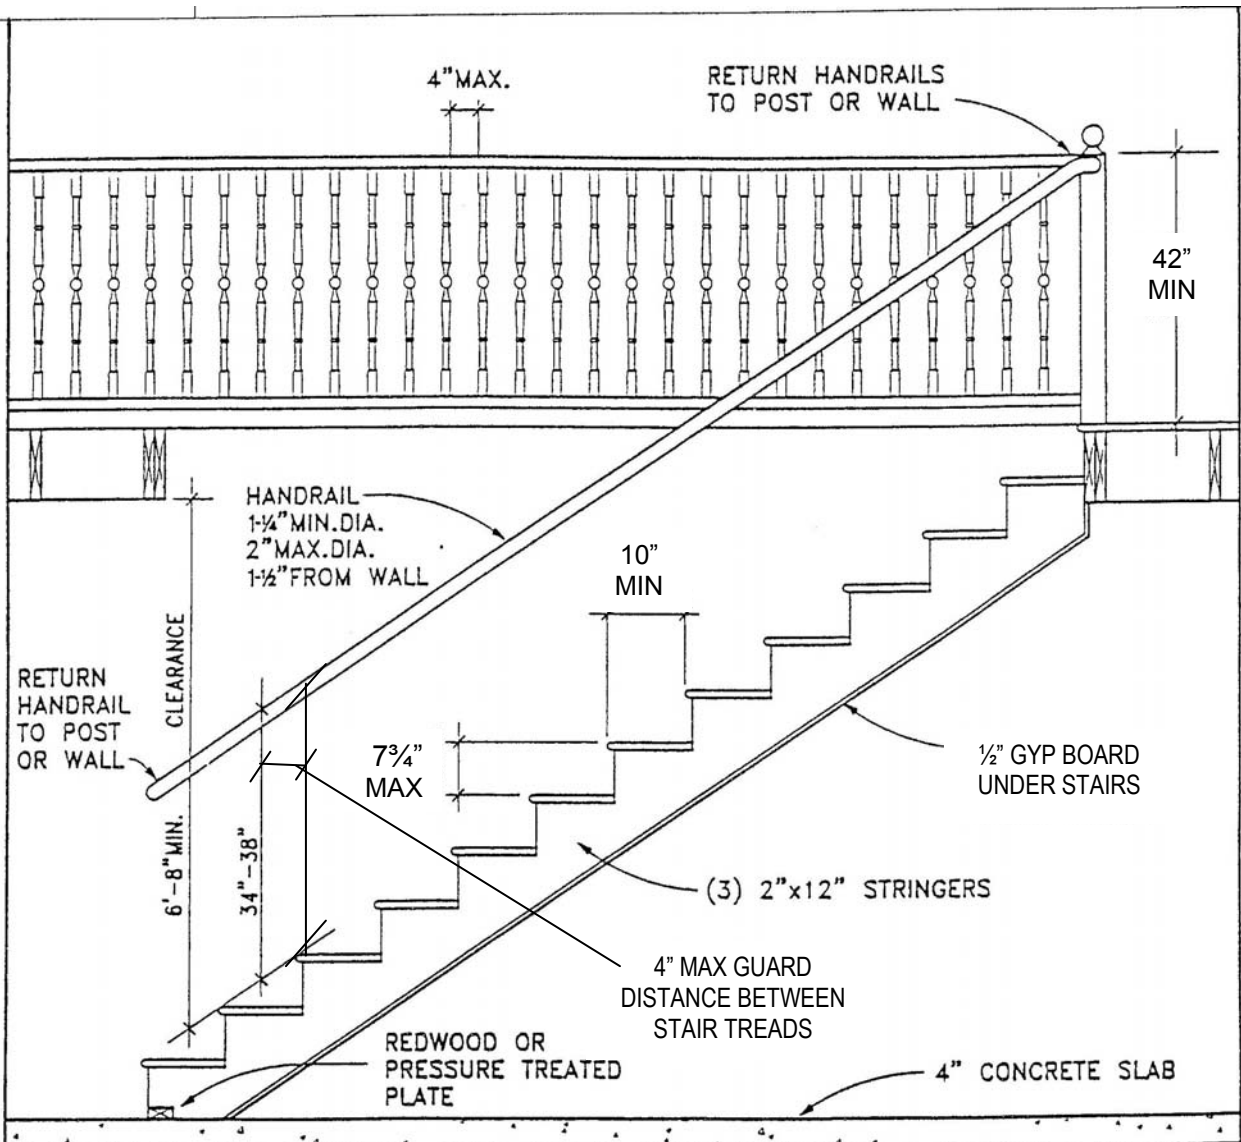 4" MAX.
RETURN HANDRAILS
TO POST OR WALL
42”
MIN
HANDRAIL
1-¼"MIN.DIA.
2"MAX.DIA.
1-½"FROM WALL
10”
MIN
CLEARANCE
6'-8"MIN.
RETURN
HANDRAIL
TO POST
OR WALL
34"-38"
7¾”
MAX
½” GYP BOARD
UNDER STAIRS
(3) 2"x12" STRINGERS
4” MAX GUARD
DISTANCE BETWEEN
STAIR TREADS
REDWOOD OR
PRESSURE TREATED
PLATE
4" CONCRETE SLAB